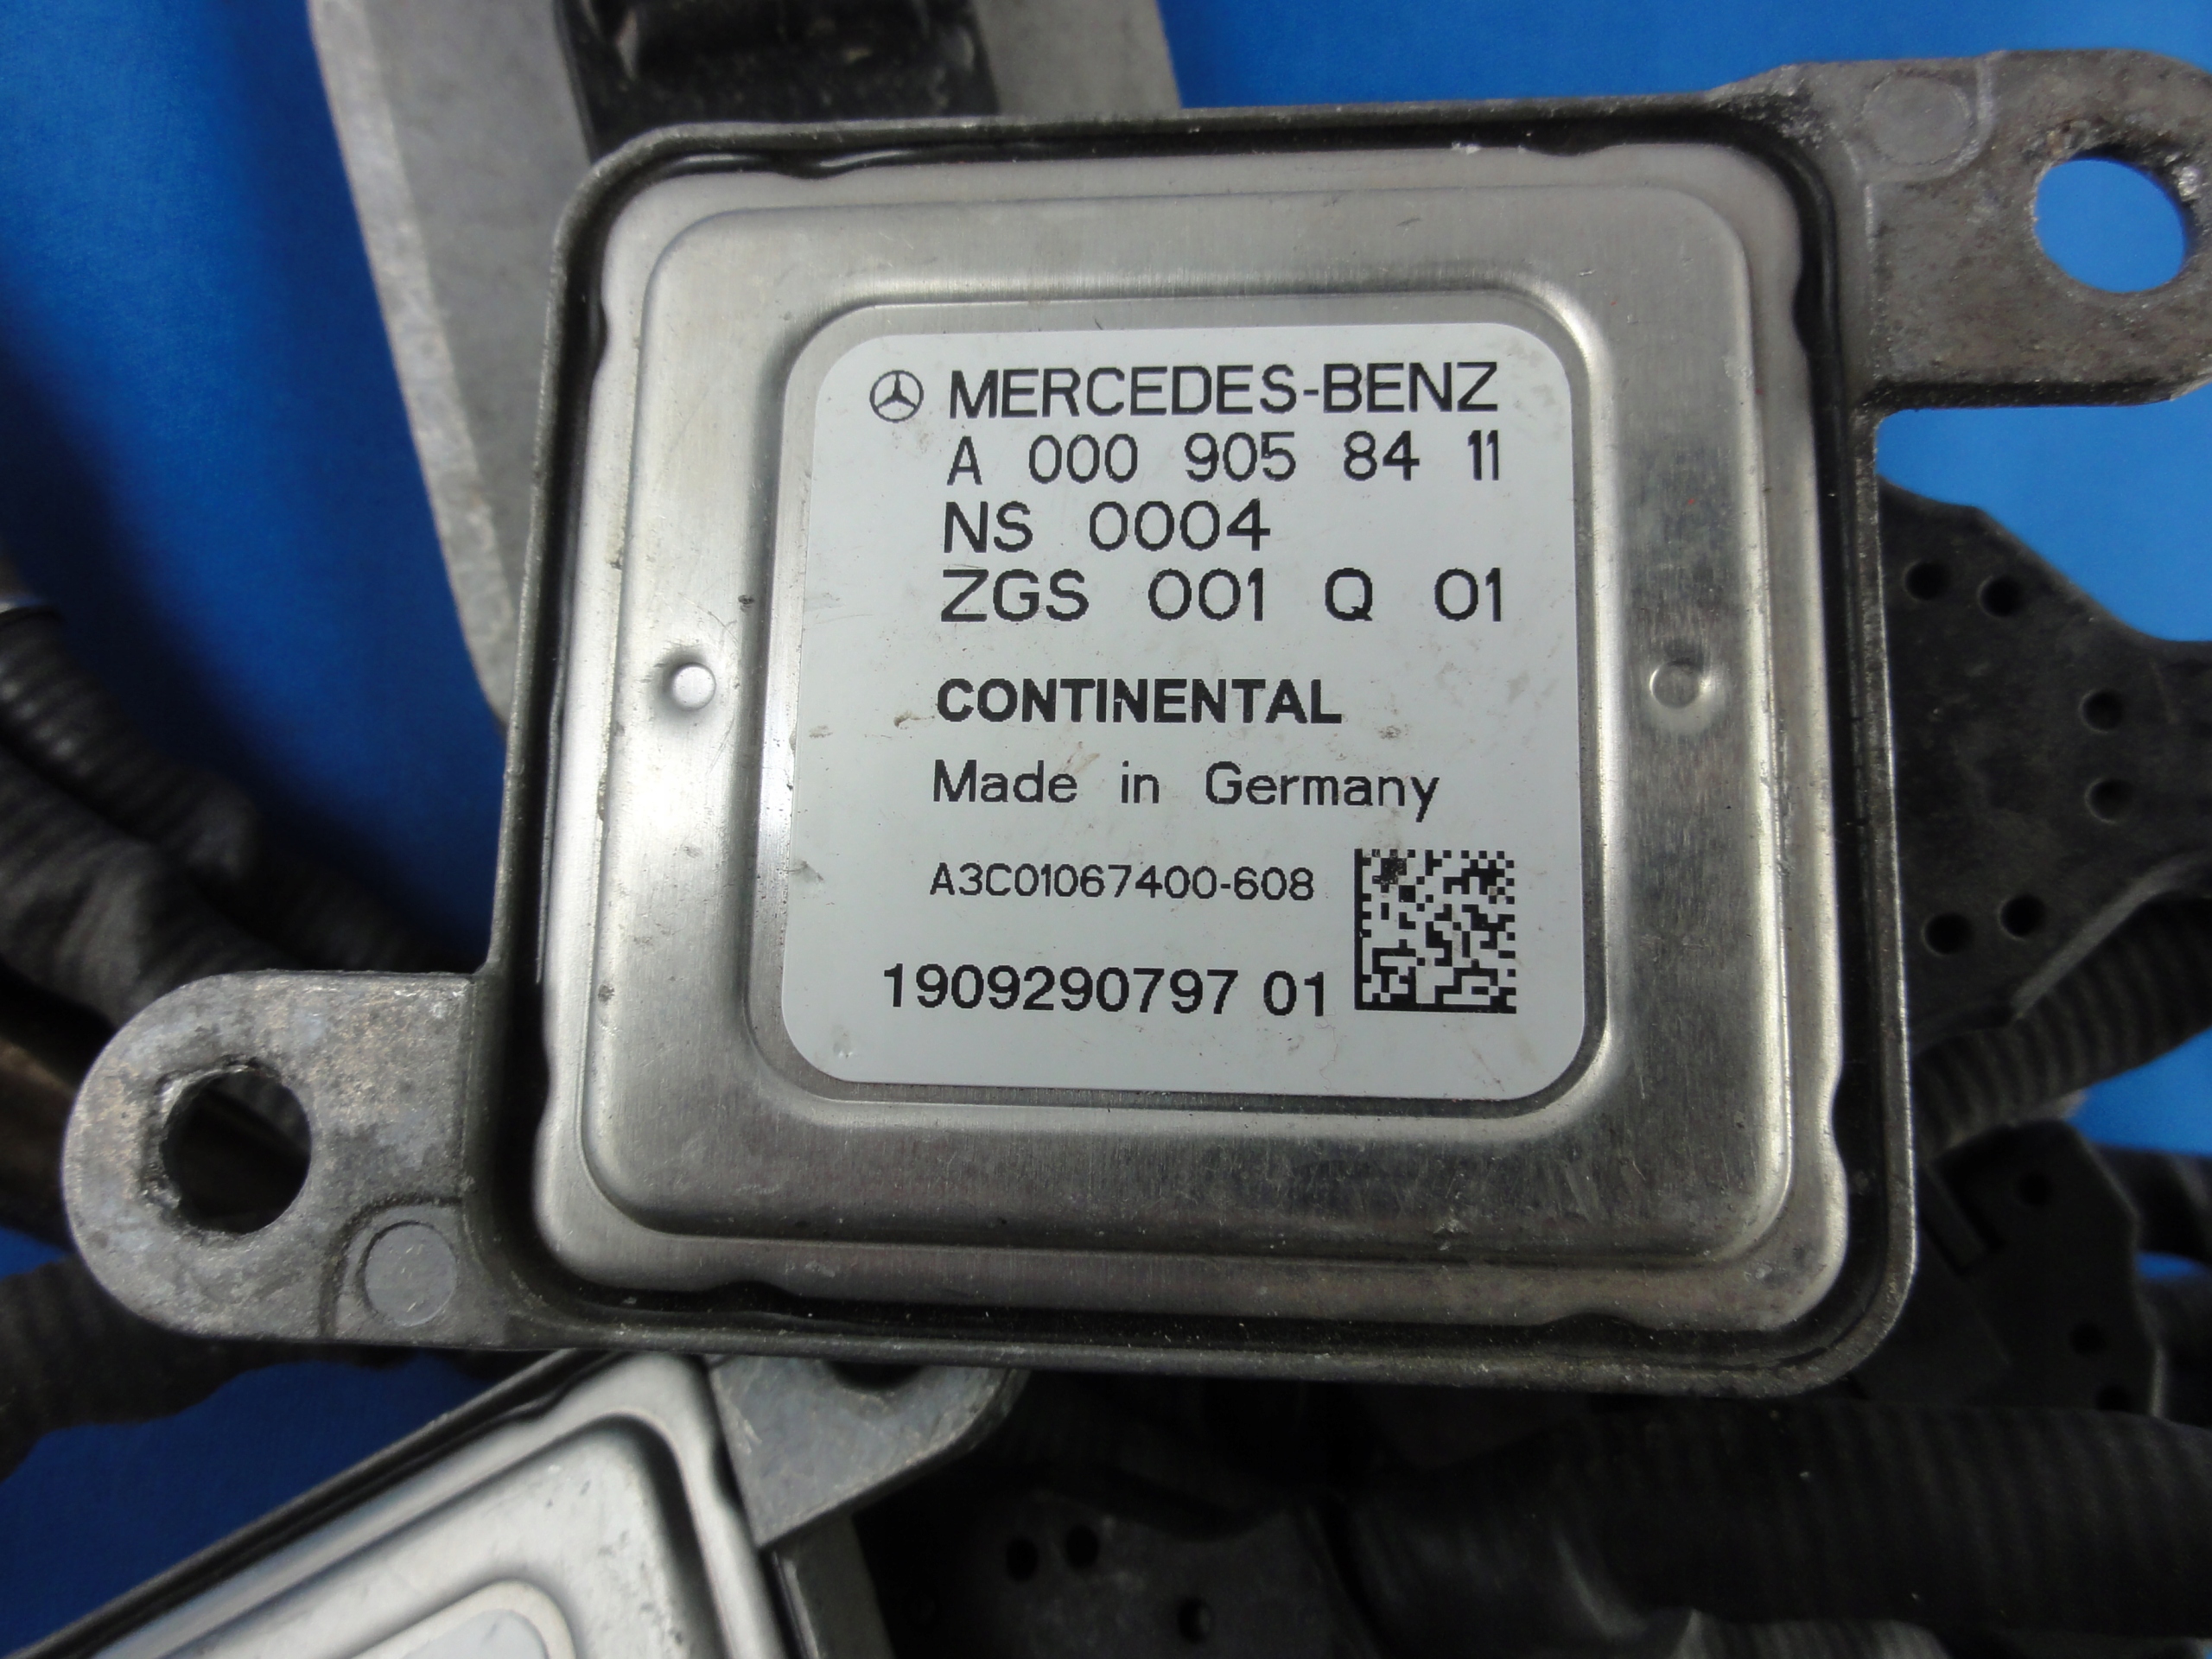 MERCEDES-BENZ
A 000 905 84 11
NS 0004
ZGS 001 Q 01
CONTINENTAL
Made in Germany
A3C01067400-608
1909290797 01